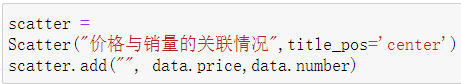 scatter =
Scatter("价格与销量的关联情况",title_pos='center')
scatter.add("", data.price,data.number)